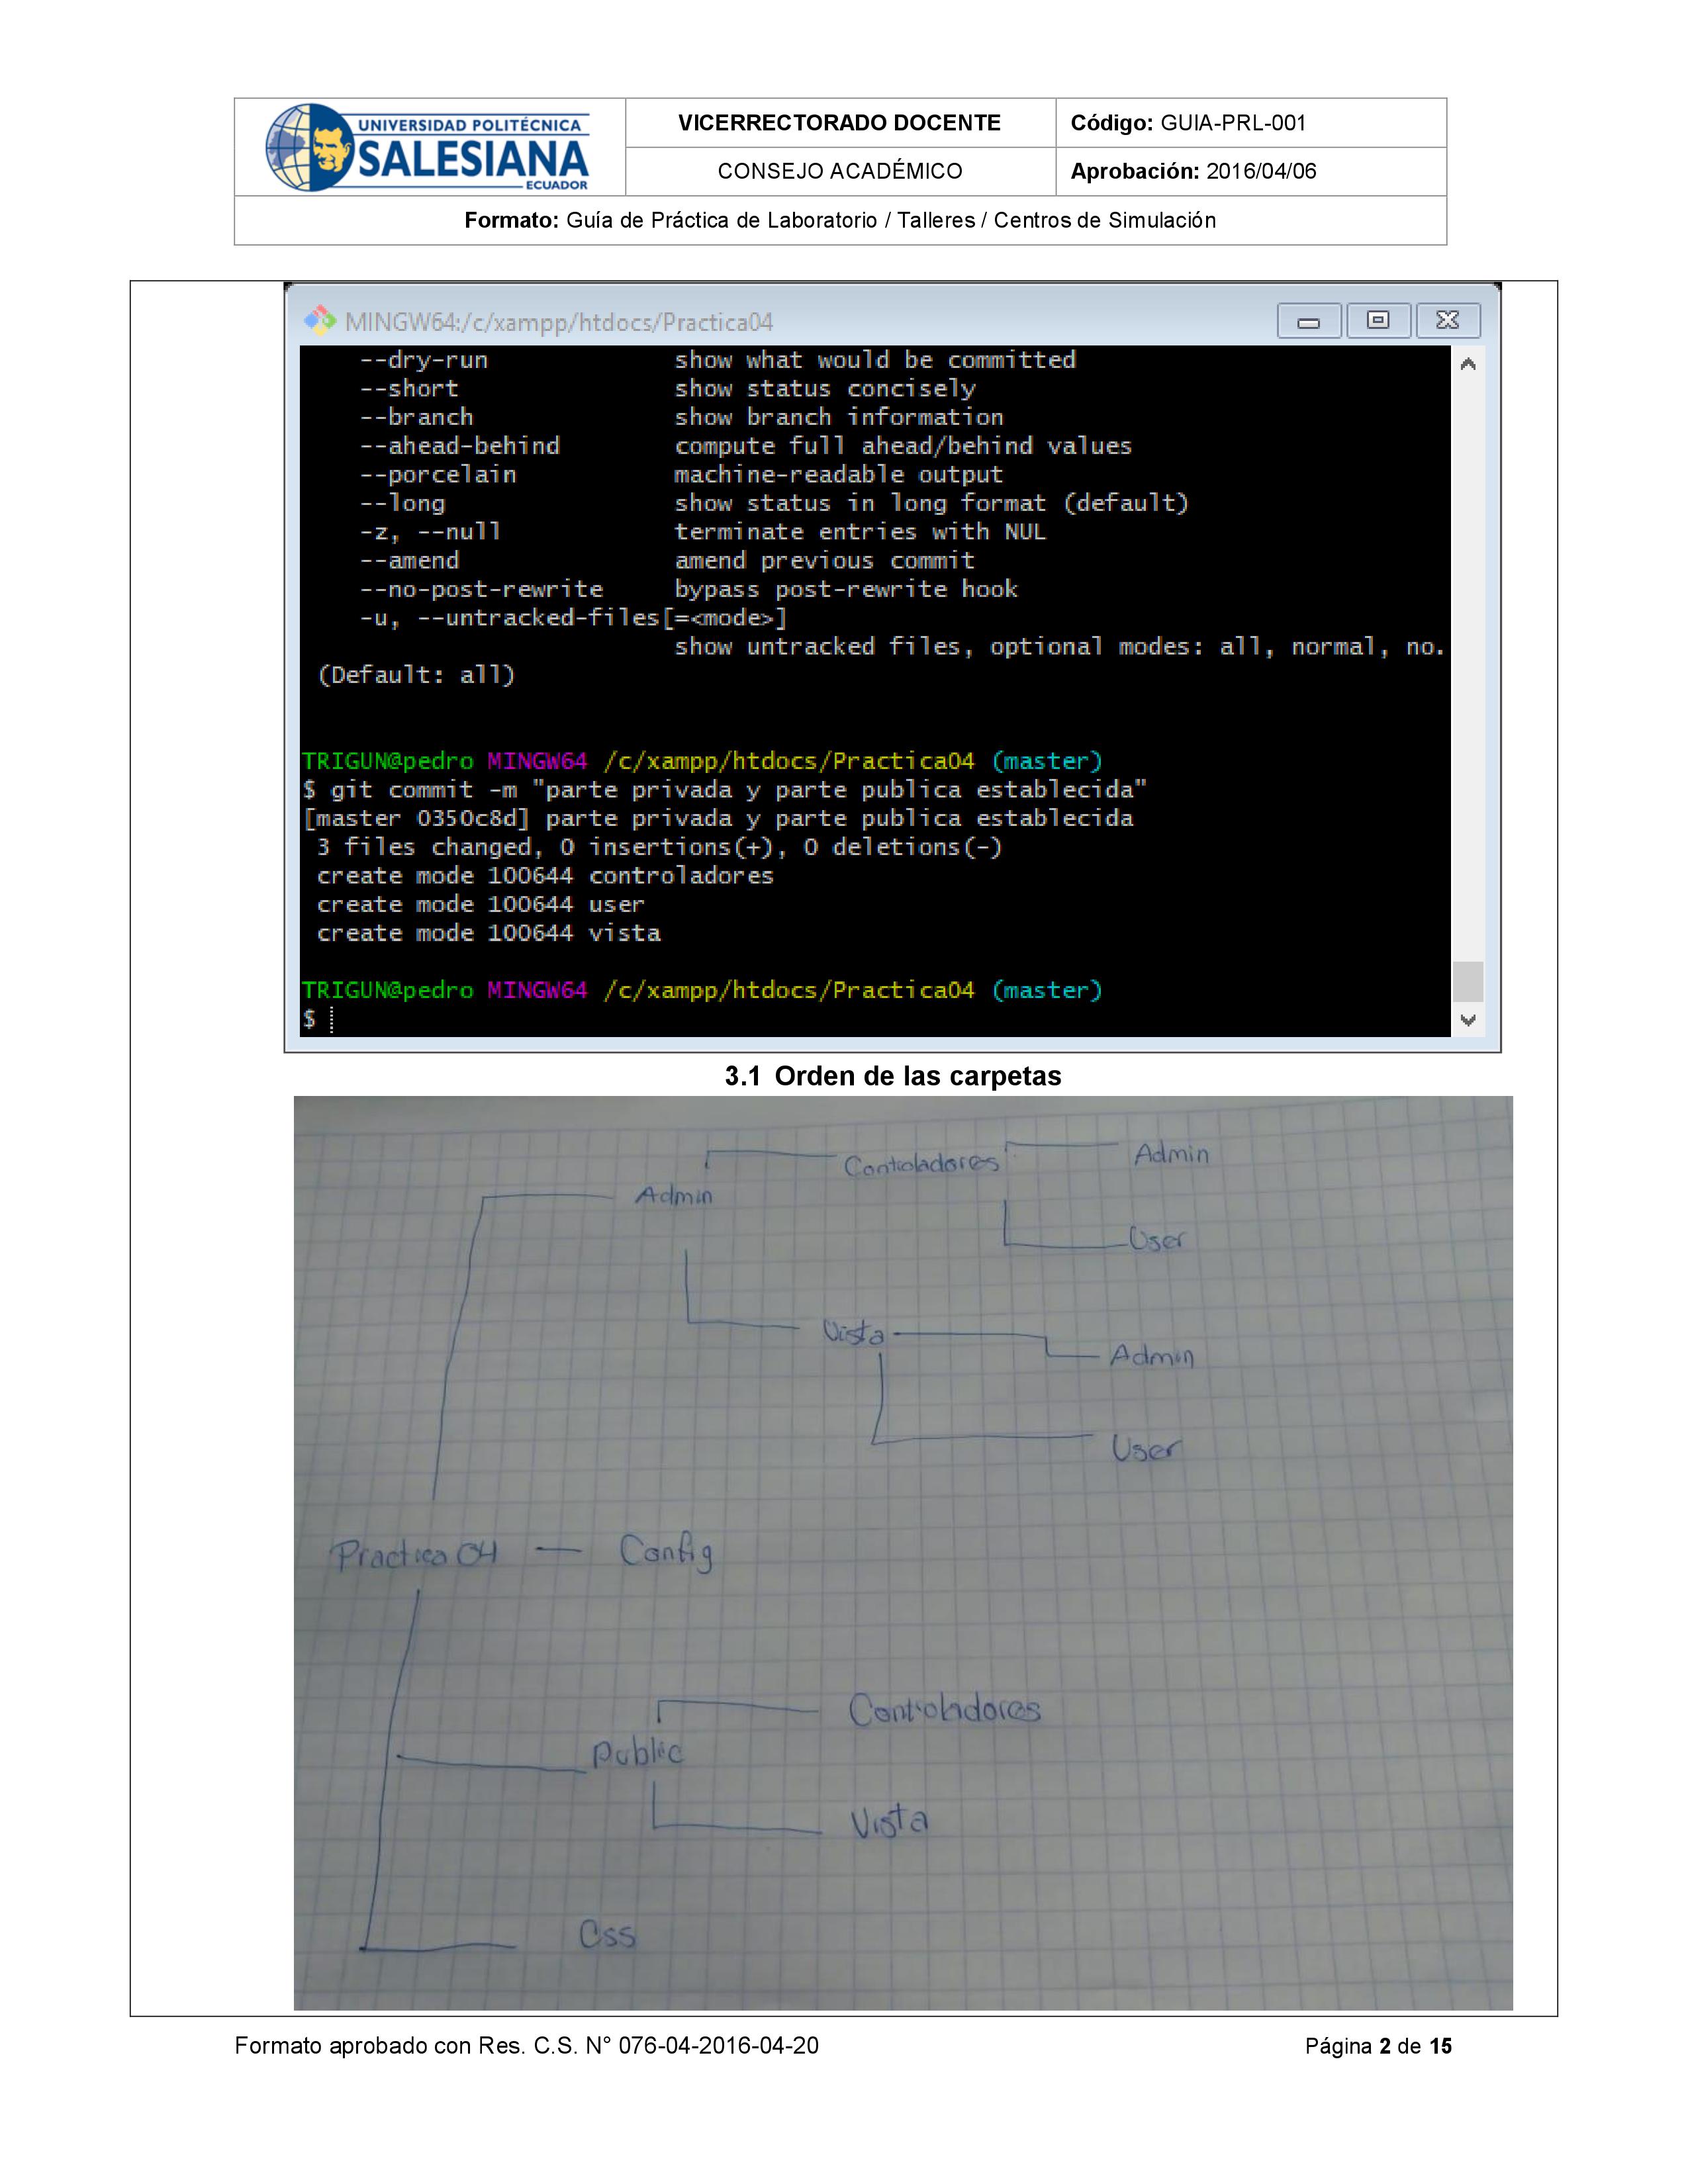 UNIVERSIDAD POLITÉCNICA
SALESIANA
ECUADOR
VICERRECTORADO DOCENTE
Código: GUIA-PRL-001
CONSEJO ACADÉMICO
Aprobación: 2016/04/06
Formato: Guía de Práctica de Laboratorio / Talleres / Centros de Simulación
MINGW64:/c/xampp/htdocs/Practica04
--dry-run show what would be committed
--short show status concisely
--branch show branch information
--ahead-behind compute full ahead/behind values
--porcelain machine-readable output
--long show status in long format (default)
-z, --null terminate entries with NUL
--amend amend previous commit
--no-post-rewrite bypass post-rewrite hook
-u, --untracked-files[=<mode>]
show untracked files, optional modes: all, normal, no.
(Default: all)
TRIGUN@pedro MINGW64 /c/xampp/htdocs/Practica04 (master)
$ git commit -m "parte privada y parte publica establecida"
[master 0350c8d] parte privada y parte publica establecida
3 files changed, 0 insertions(+), 0 deletions(-)
create mode 100644 controladores
create mode 100644 user
create mode 100644 vista
TRIGUN@pedro MINGW64 /c/xampp/htdocs/Practica04 (master)
$
3.1 Orden de las carpetas
Controladores Admin
Admin
User
Vista
Admin
User
Practica 04 — Config
Controladores
Public
Vista
Css
Formato aprobado con Res. C.S. N° 076-04-2016-04-20
Página 2 de 15